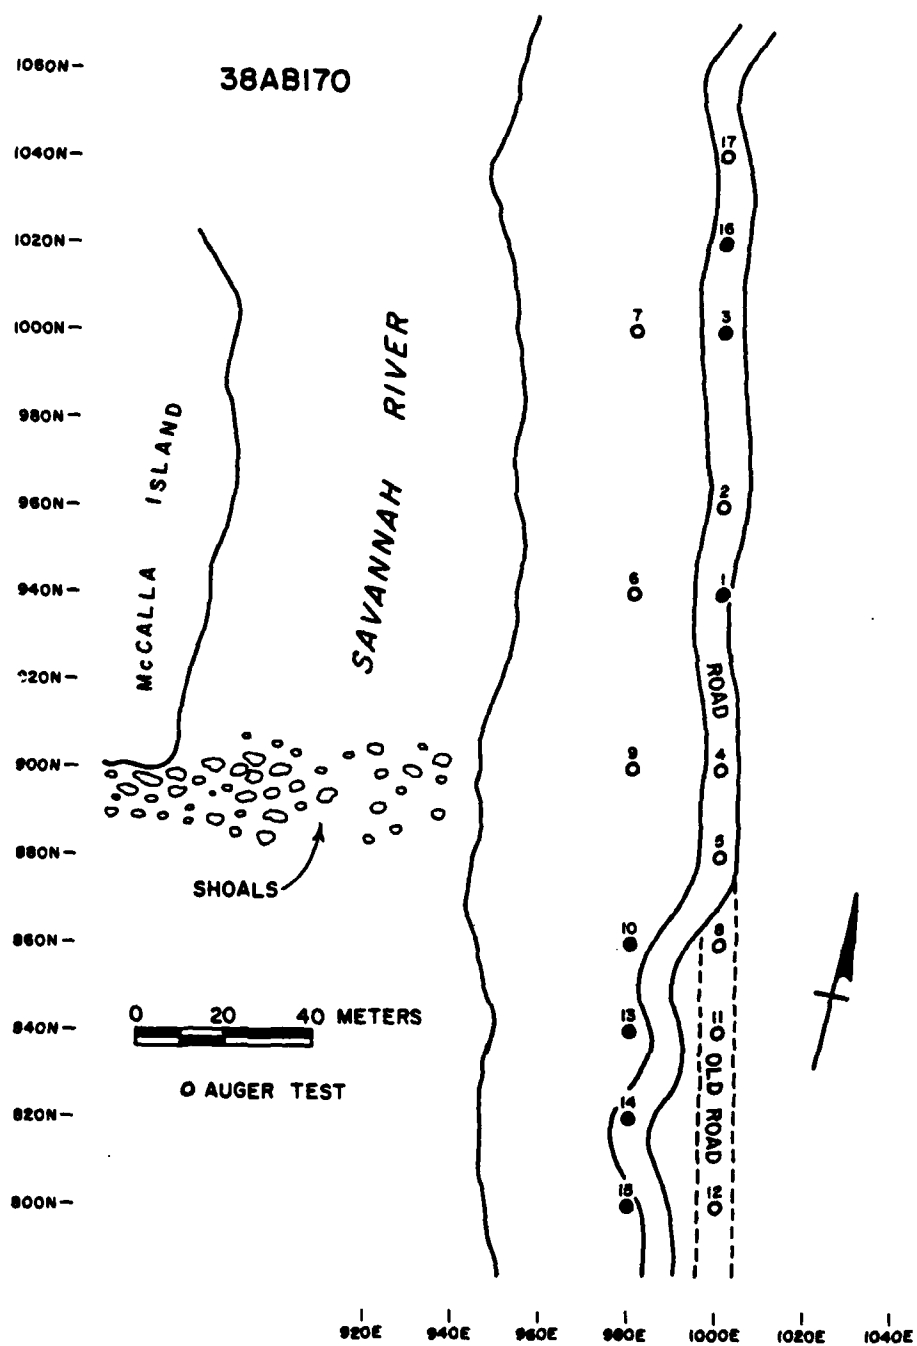 38AB170
1060N
1040N
1020N
1000N
980N
960N
940N
920N
900N
880N
860N
840N
820N
800N
McCALLA ISLAND
SAVANNAH RIVER
SHOALS
17
16
7
3
2
6
1
ROAD
9
4
5
10
8
13
11
OLD ROAD
14
15
12
0 20 40 METERS
O AUGER TEST
920E 940E 960E 980E 1000E 1020E 1040E